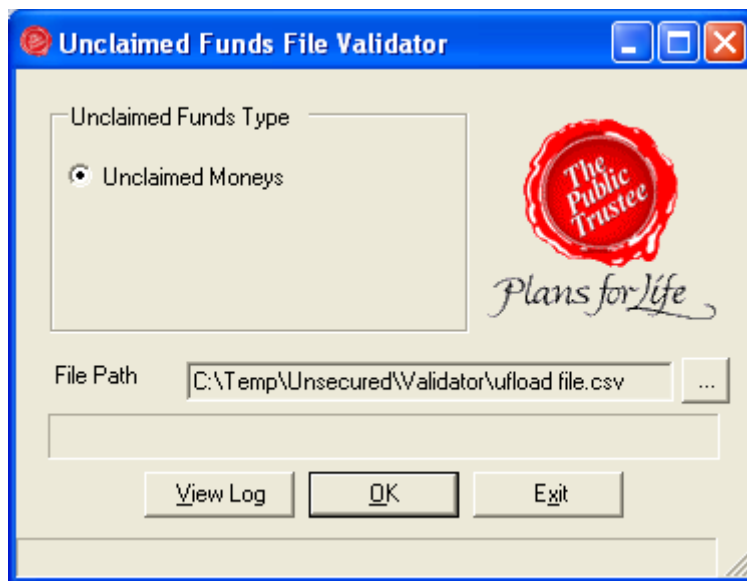 Unclaimed Funds File Validator
Unclaimed Funds Type
Unclaimed Moneys
The
Public
Trustee
Plans for life
File Path
C:\Temp\Unsecured\Validator\ufload file.csv
...
View Log
OK
Exit